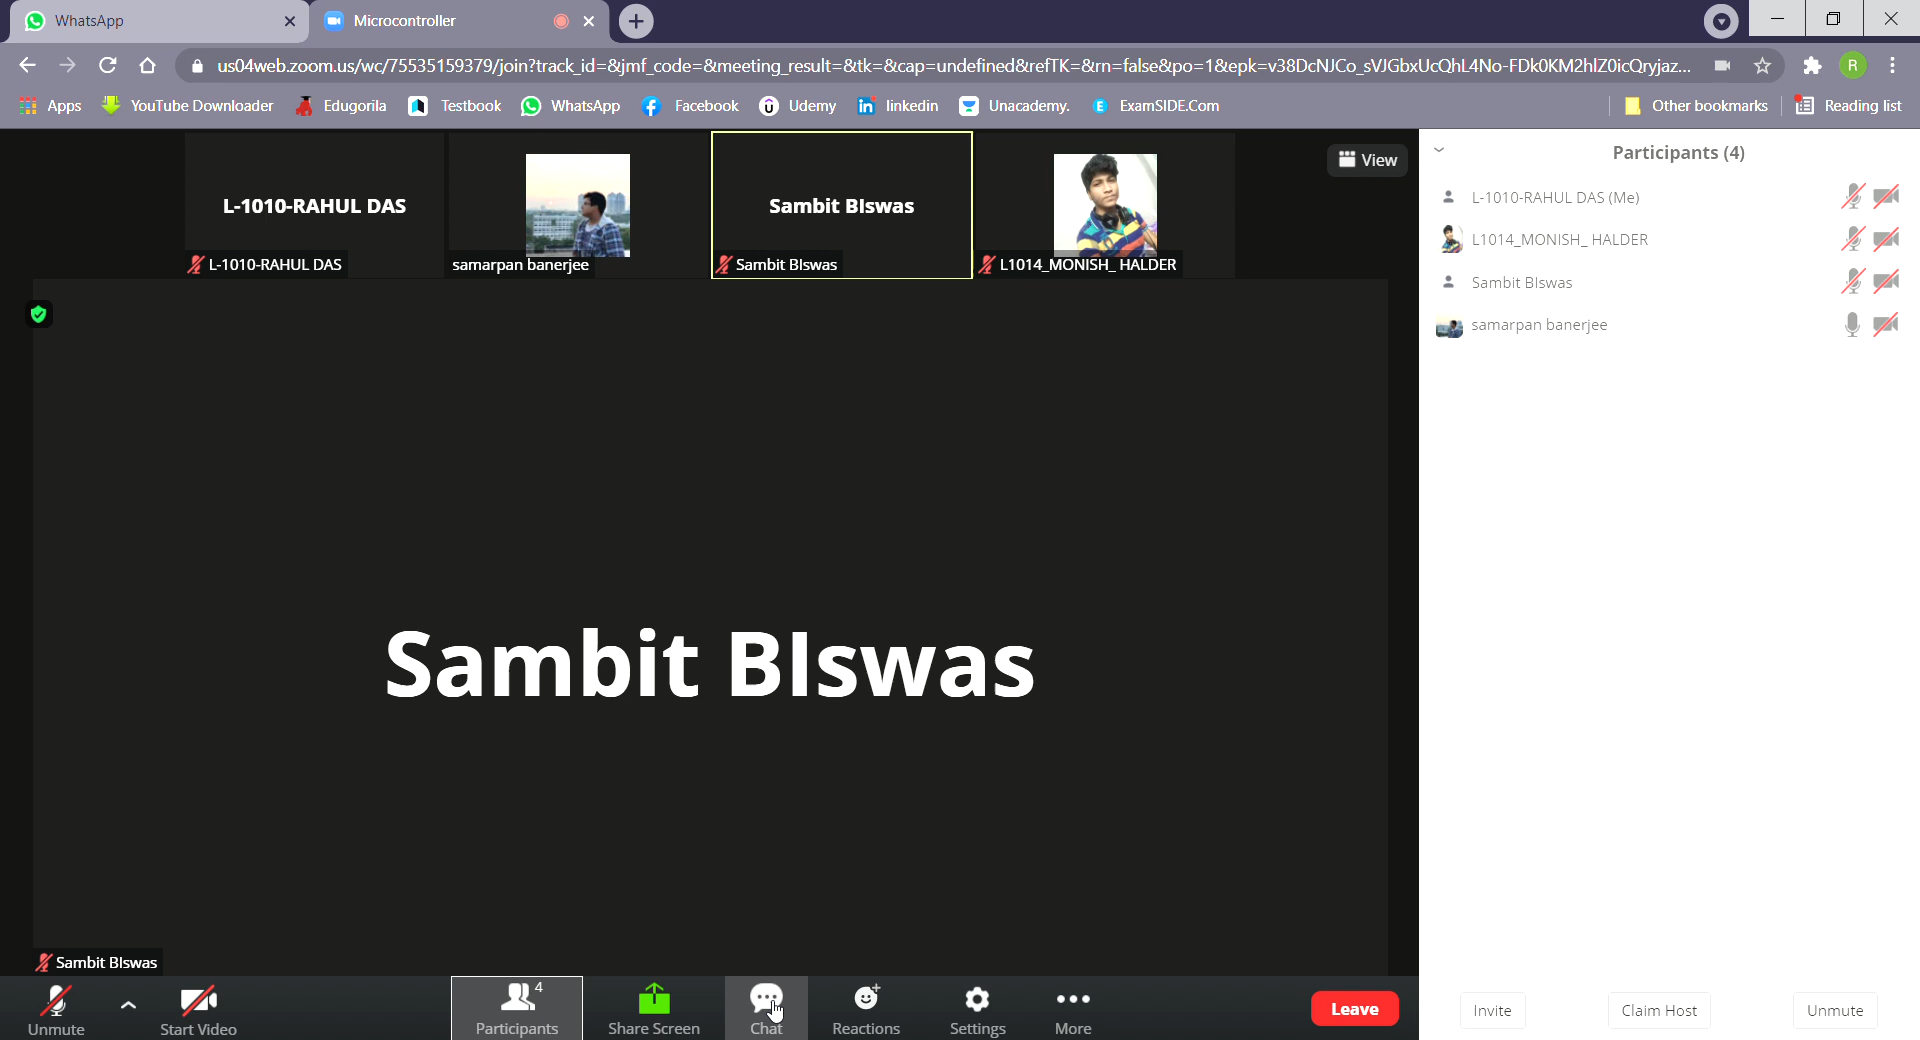 WhatsApp
Microcontroller
us04web.zoom.us/wc/75535159379/join?track_id=&jmf_code=&meeting_result=&tk=&cap=undefined&refTK=&rn=false&po=1&epk=v38DcNJCo_sVJGbxUcQhL4No-FDk0KM2hlZ0icQryjaz...
R
Apps YouTube Downloader Edugorila Testbook WhatsApp Facebook Udemy linkedin Unacademy. ExamSIDE.Com Other bookmarks Reading list
L-1010-RAHUL DAS
L-1010-RAHUL DAS
samarpan banerjee
Sambit BIswas
Sambit BIswas
L1014_MONISH_ HALDER
View
Participants (4)
L-1010-RAHUL DAS (Me)
L1014_MONISH_ HALDER
Sambit BIswas
samarpan banerjee
Sambit BIswas
Sambit BIswas
Unmute
Start Video
4
Participants
Share Screen
Chat
Reactions
Settings
More
Leave
Invite
Claim Host
Unmute